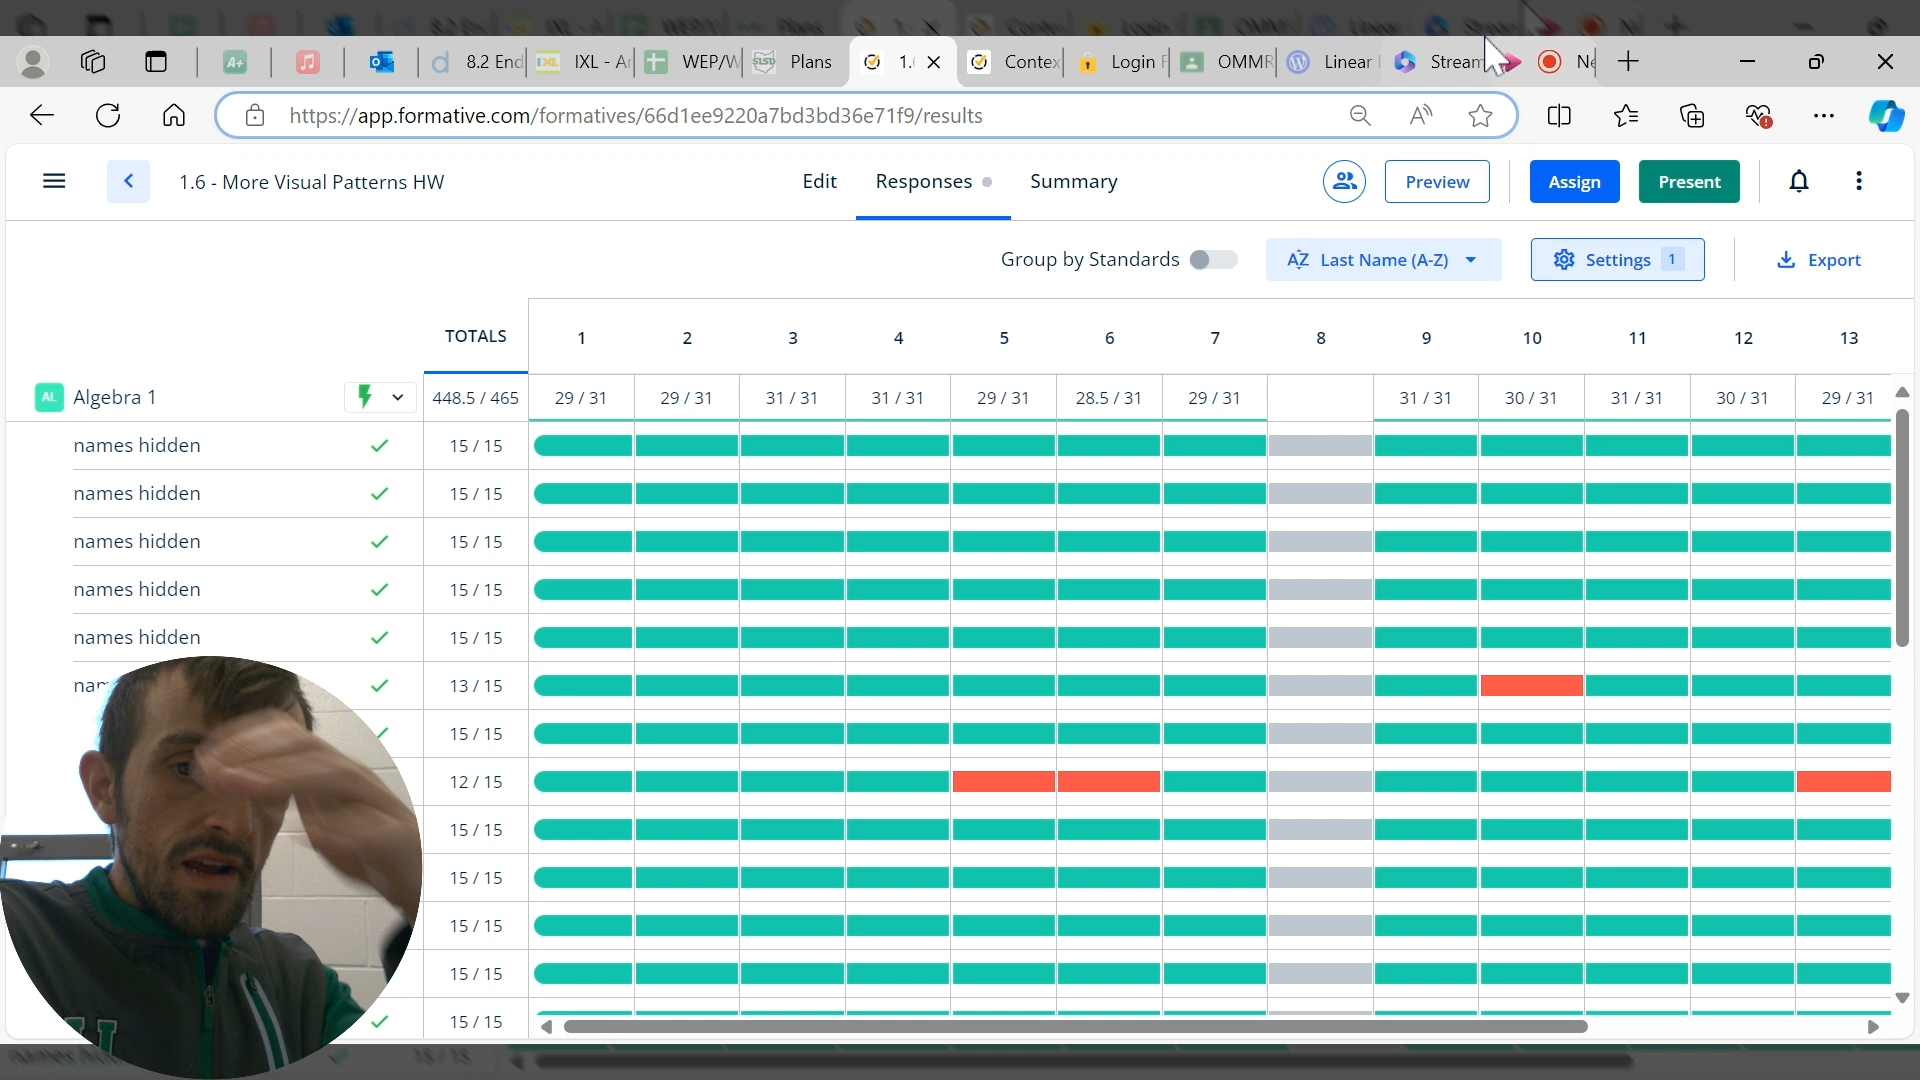 8.2 End
IXL - Ar
WEP/W
SLSD
Plans
1.
Contex
Login F
OMMR
Linear
Stream
Ne
https://app.formative.com/formatives/66d1ee9220a7bd3bd36e71f9/results
1.6 - More Visual Patterns HW
Edit
Responses
Summary
Preview
Assign
Present
Group by Standards
AZ Last Name (A-Z)
Settings 1
Export
TOTALS 1 2 3 4 5 6 7 8 9 10 11 12 13
AL Algebra 1 448.5 / 465 29 / 31 29 / 31 31 / 31 31 / 31 29 / 31 28.5 / 31 29 / 31 31 / 31 30 / 31 31 / 31 30 / 31 29 / 31
names hidden 15 / 15
names hidden 15 / 15
names hidden 15 / 15
names hidden 15 / 15
names hidden 15 / 15
nam 13 / 15
15 / 15
12 / 15
15 / 15
15 / 15
15 / 15
15 / 15
15 / 15